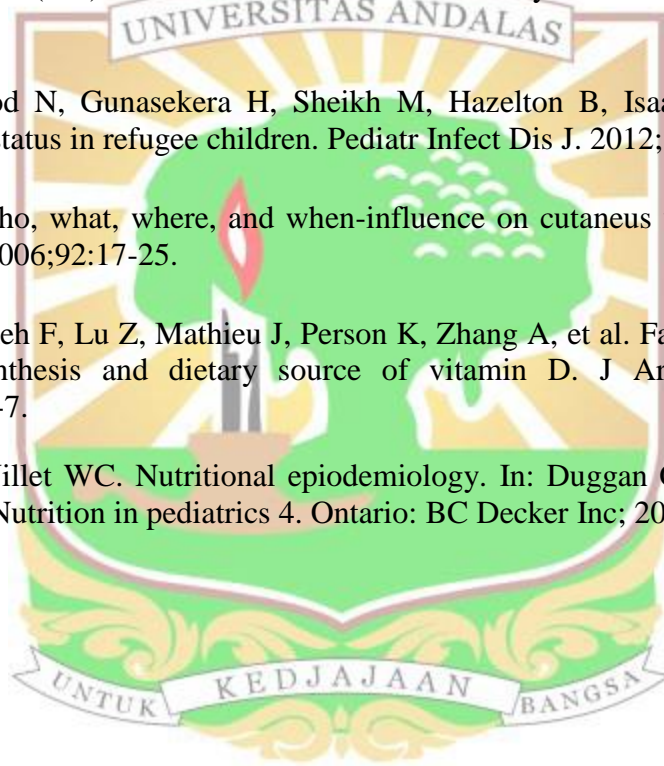 UNIVERSITAS ANDALAS
od N, Gunasekera H, Sheikh M, Hazelton B, Isaa
status in refugee children. Pediatr Infect Dis J. 2012;
ho, what, where, and when-influence on cutaneus
006;92:17-25.
eh F, Lu Z, Mathieu J, Person K, Zhang A, et al. Fa
nthesis and dietary source of vitamin D. J Ar
-7.
Villet WC. Nutritional epiodemiology. In: Duggan
Nutrition in pediatrics 4. Ontario: BC Decker Inc; 20
UNTUK KEDJAJAAN BANGSA